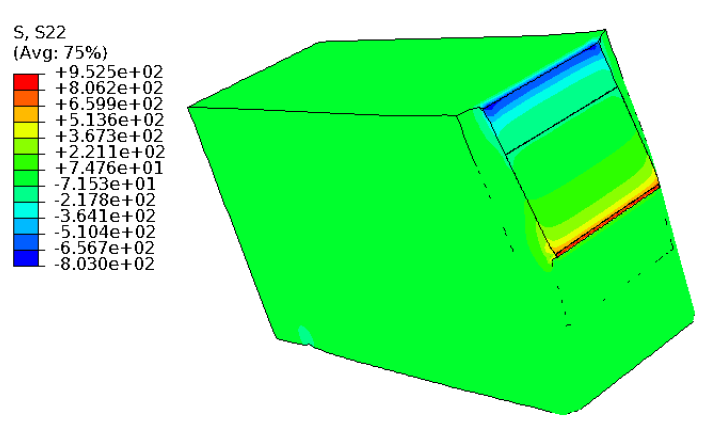 S, S22
(Avg: 75%)
+9.525e+02
+8.062e+02
+6.599e+02
+5.136e+02
+3.673e+02
+2.211e+02
+7.476e+01
-7.153e+01
-2.178e+02
-3.641e+02
-5.104e+02
-6.567e+02
-8.030e+02